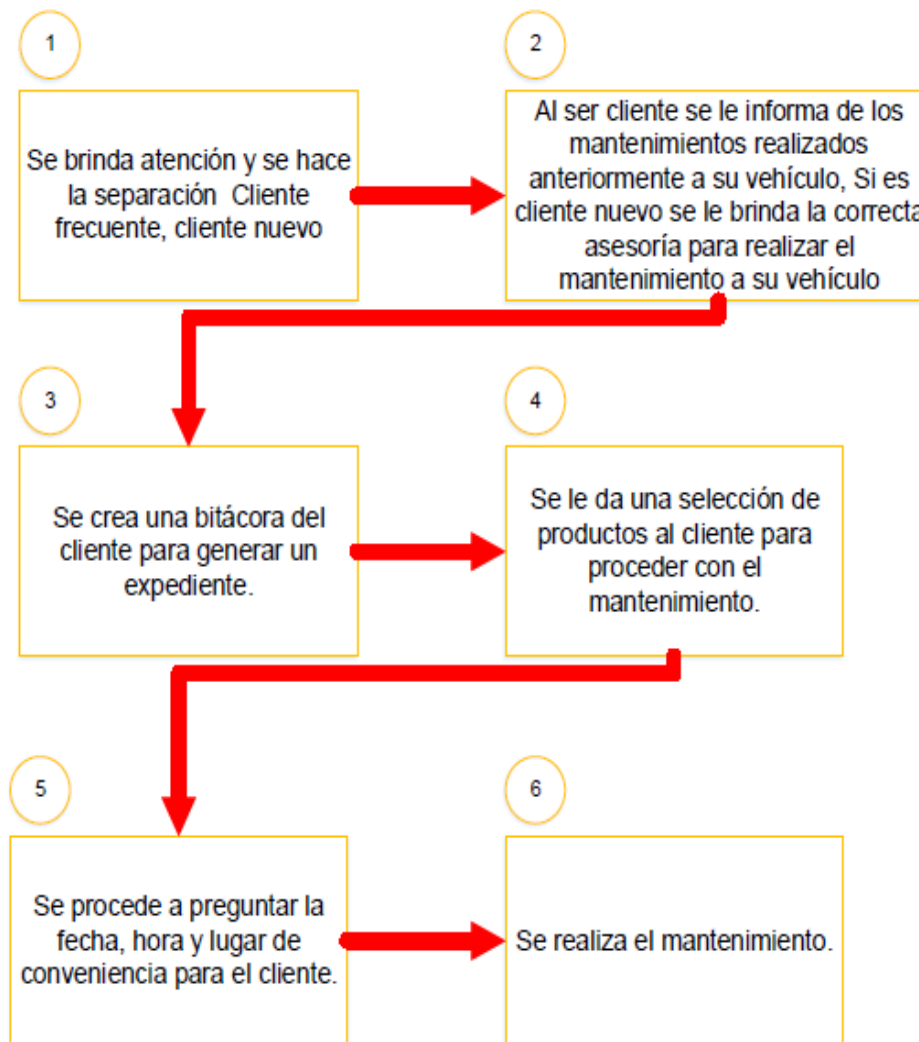 1
Se brinda atención y se hace
la separación  Cliente
frecuente, cliente nuevo
2
Al ser cliente se le informa de los
mantenimientos realizados
anteriormente a su vehículo, Si es
cliente nuevo se le brinda la correcta
asesoría para realizar el
mantenimiento a su vehículo
3
Se crea una bitácora del
cliente para generar un
expediente.
4
Se le da una selección de
productos al cliente para
proceder con el
mantenimiento.
5
Se procede a preguntar la
fecha, hora y lugar de
conveniencia para el cliente.
6
Se realiza el mantenimiento.